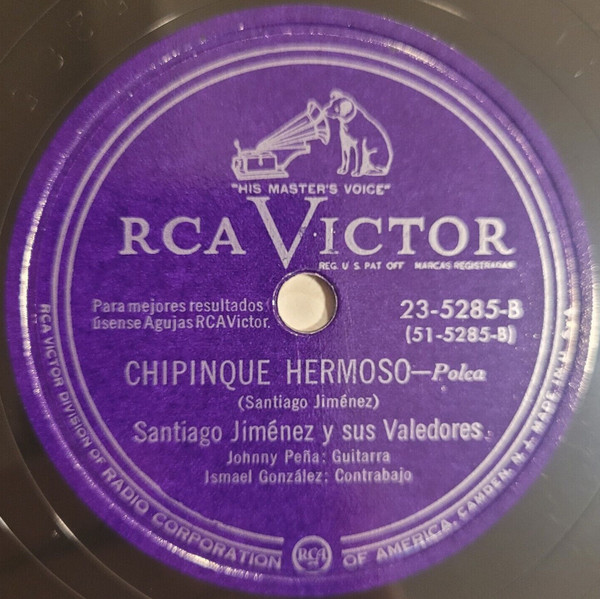 "HIS MASTER'S VOICE"
RCA VICTOR
REG. U S. PAT OFF MARCAS REGISTRADAS
Para mejores resultados
úsense Agujas RCAVictor.
23-5285-B
(51-5285-B)
CHIPINQUE HERMOSO—Polca
(Santiago Jiménez)
Santiago Jiménez y sus Valedores
Johnny Peña: Guitarra
Ismael González: Contrabajo
RCA VICTOR DIVISION OF RADIO CORPORATION OF AMERICA, CAMDEN, N. J. MADE IN U.S.A.
RCA